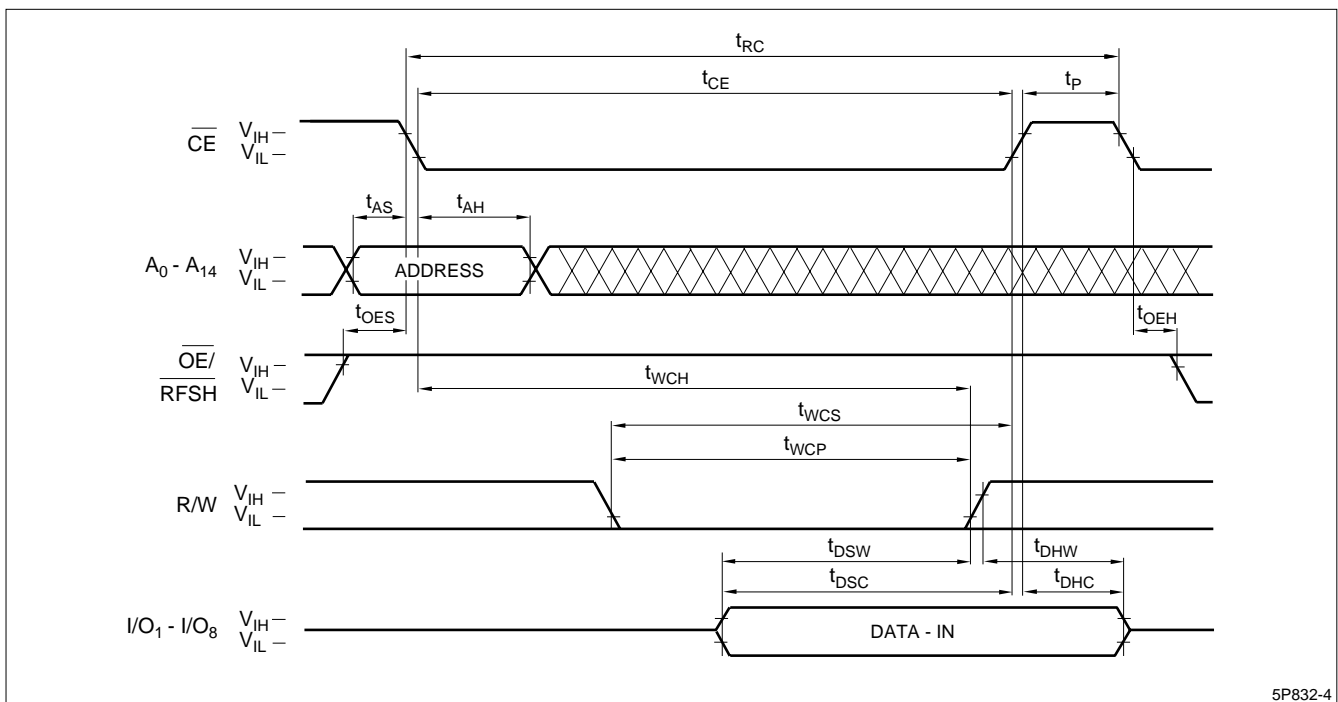 tRC
tCE
tP
CE
VIH
VIL
tAS
tAH
A0 - A14
VIH
VIL
ADDRESS
tOES
tOEH
OE/
RFSH
VIH
VIL
tWCH
tWCS
tWCP
R/W
VIH
VIL
tDSW
tDHW
tDSC
tDHC
I/O1 - I/O8
VIH
VIL
DATA - IN
5P832-4